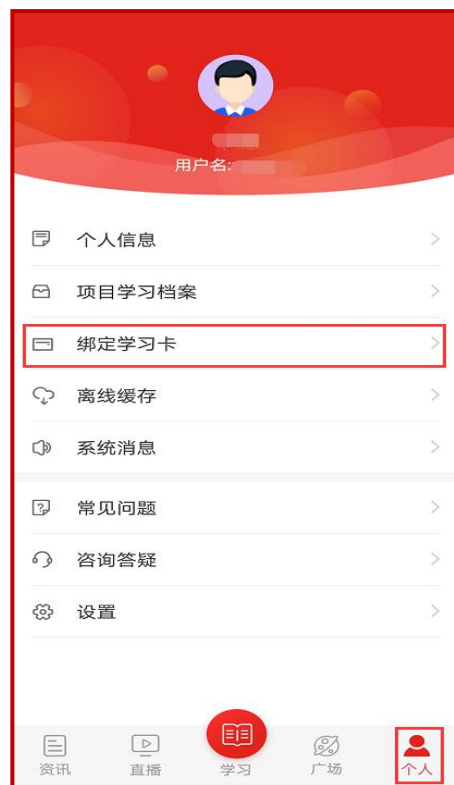 用户名:
个人信息
项目学习档案
绑定学习卡
离线缓存
系统消息
常见问题
咨询答疑
设置
资讯
直播
学习
广场
个人